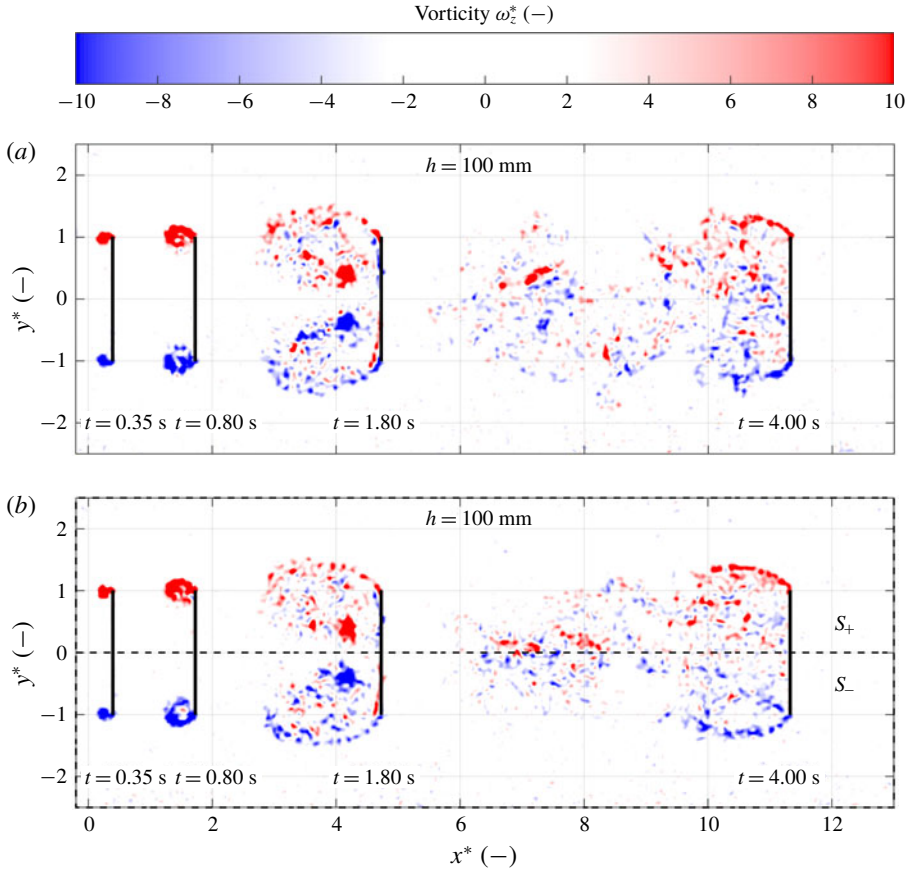 Vorticity ω*z (−)
−10 −8 −6 −4 −2 0 2 4 6 8 10
(a)
h = 100 mm
2
1
0
−1
−2
y* (−)
t = 0.35 s t = 0.80 s t = 1.80 s t = 4.00 s
(b)
h = 100 mm
2
1
0
−1
−2
y* (−)
S+
S−
t = 0.35 s t = 0.80 s t = 1.80 s t = 4.00 s
0 2 4 6 8 10 12
x* (−)